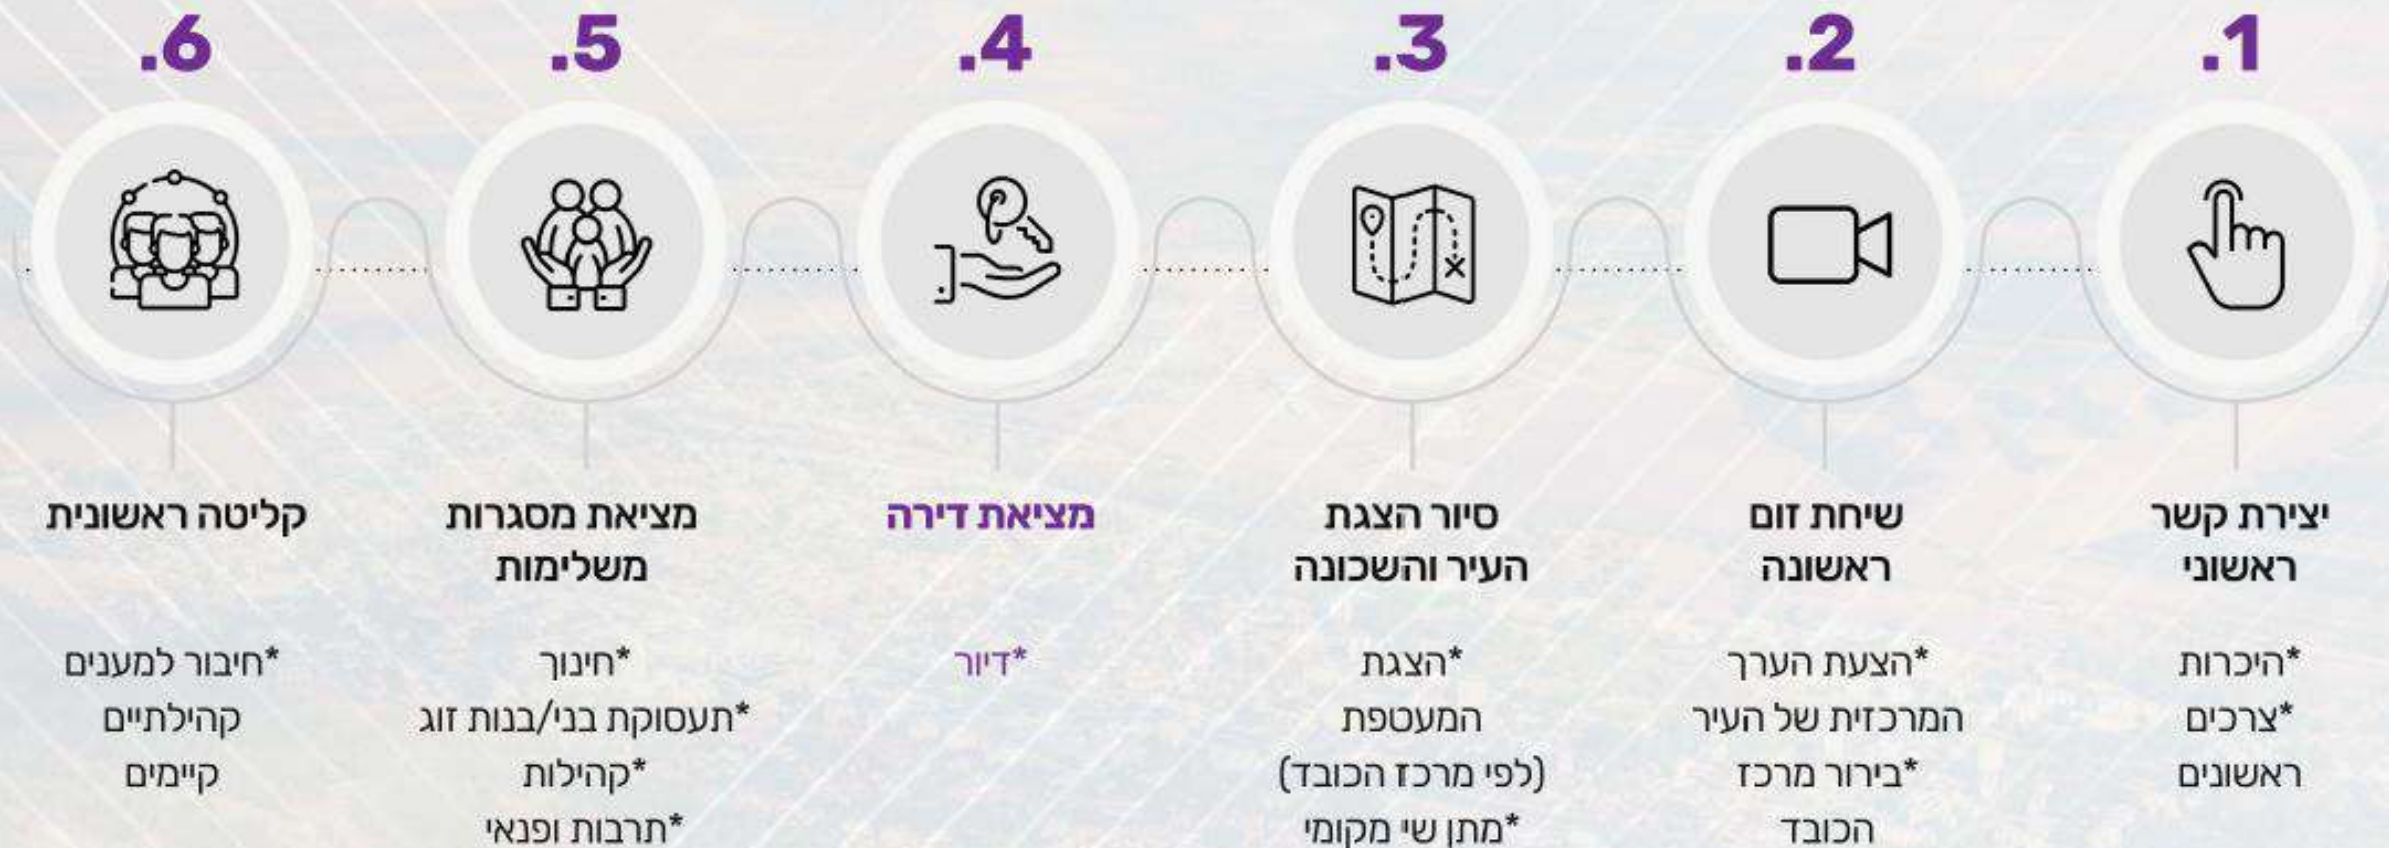 1.
יצירת קשר
ראשוני
*היכרות
*צרכים
ראשונים
2.
שיחת זום
ראשונה
*הצעת הערך
המרכזית של העיר
*בירור מרכז
הכובד
3.
סיור הצגת
העיר והשכונה
*הצגת
המעטפת
(לפי מרכז הכובד)
*מתן שי מקומי
4.
מציאת דירה
*דיור
5.
מציאת מסגרות
משלימות
*חינוך
*תעסוקת בני/בנות זוג
*קהילות
*תרבות ופנאי
6.
קליטה ראשונית
*חיבור למענים
קהילתיים
קיימים